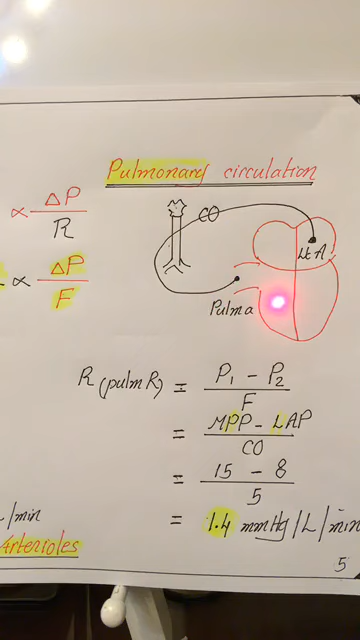 Pulmonary circulation
∝ ΔP
R
∝ ΔP
F
CO
Lt A
Pulm a
R (pulm R) = P₁ - P₂
F
= MPP - LAP
CO
= 15 - 8
5
= 1.4 mmHg/L/min
/min
Arterioles
5